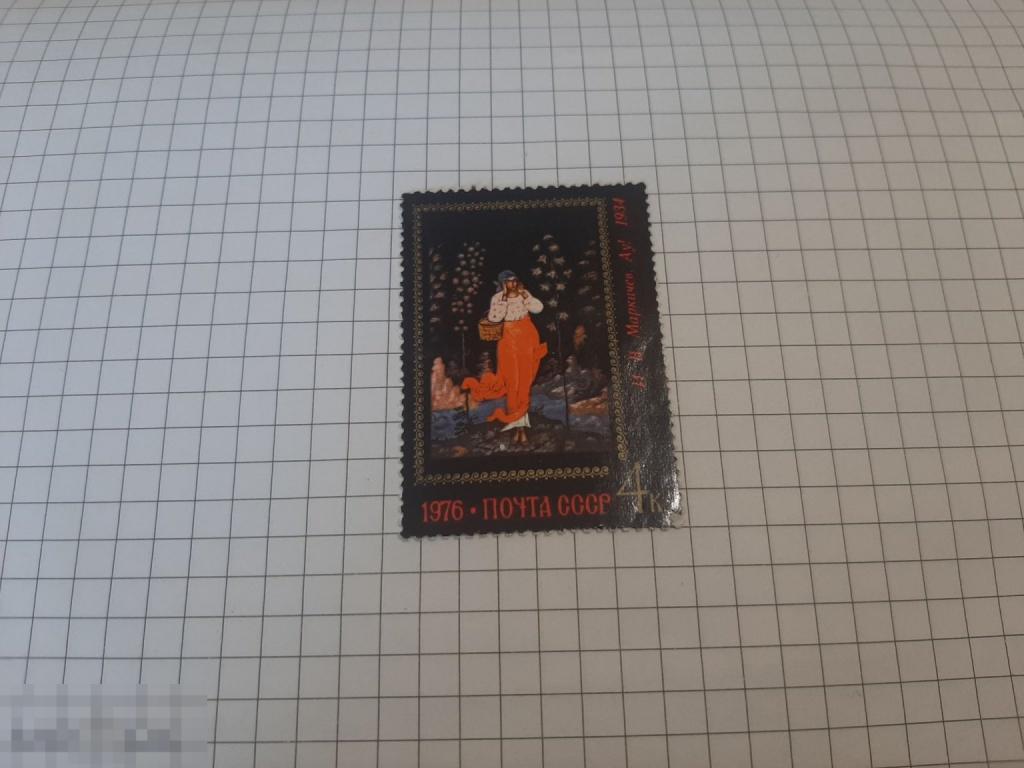 И. И. Маркичев Ау! 1934
1976 • ПОЧТА СССР 4к